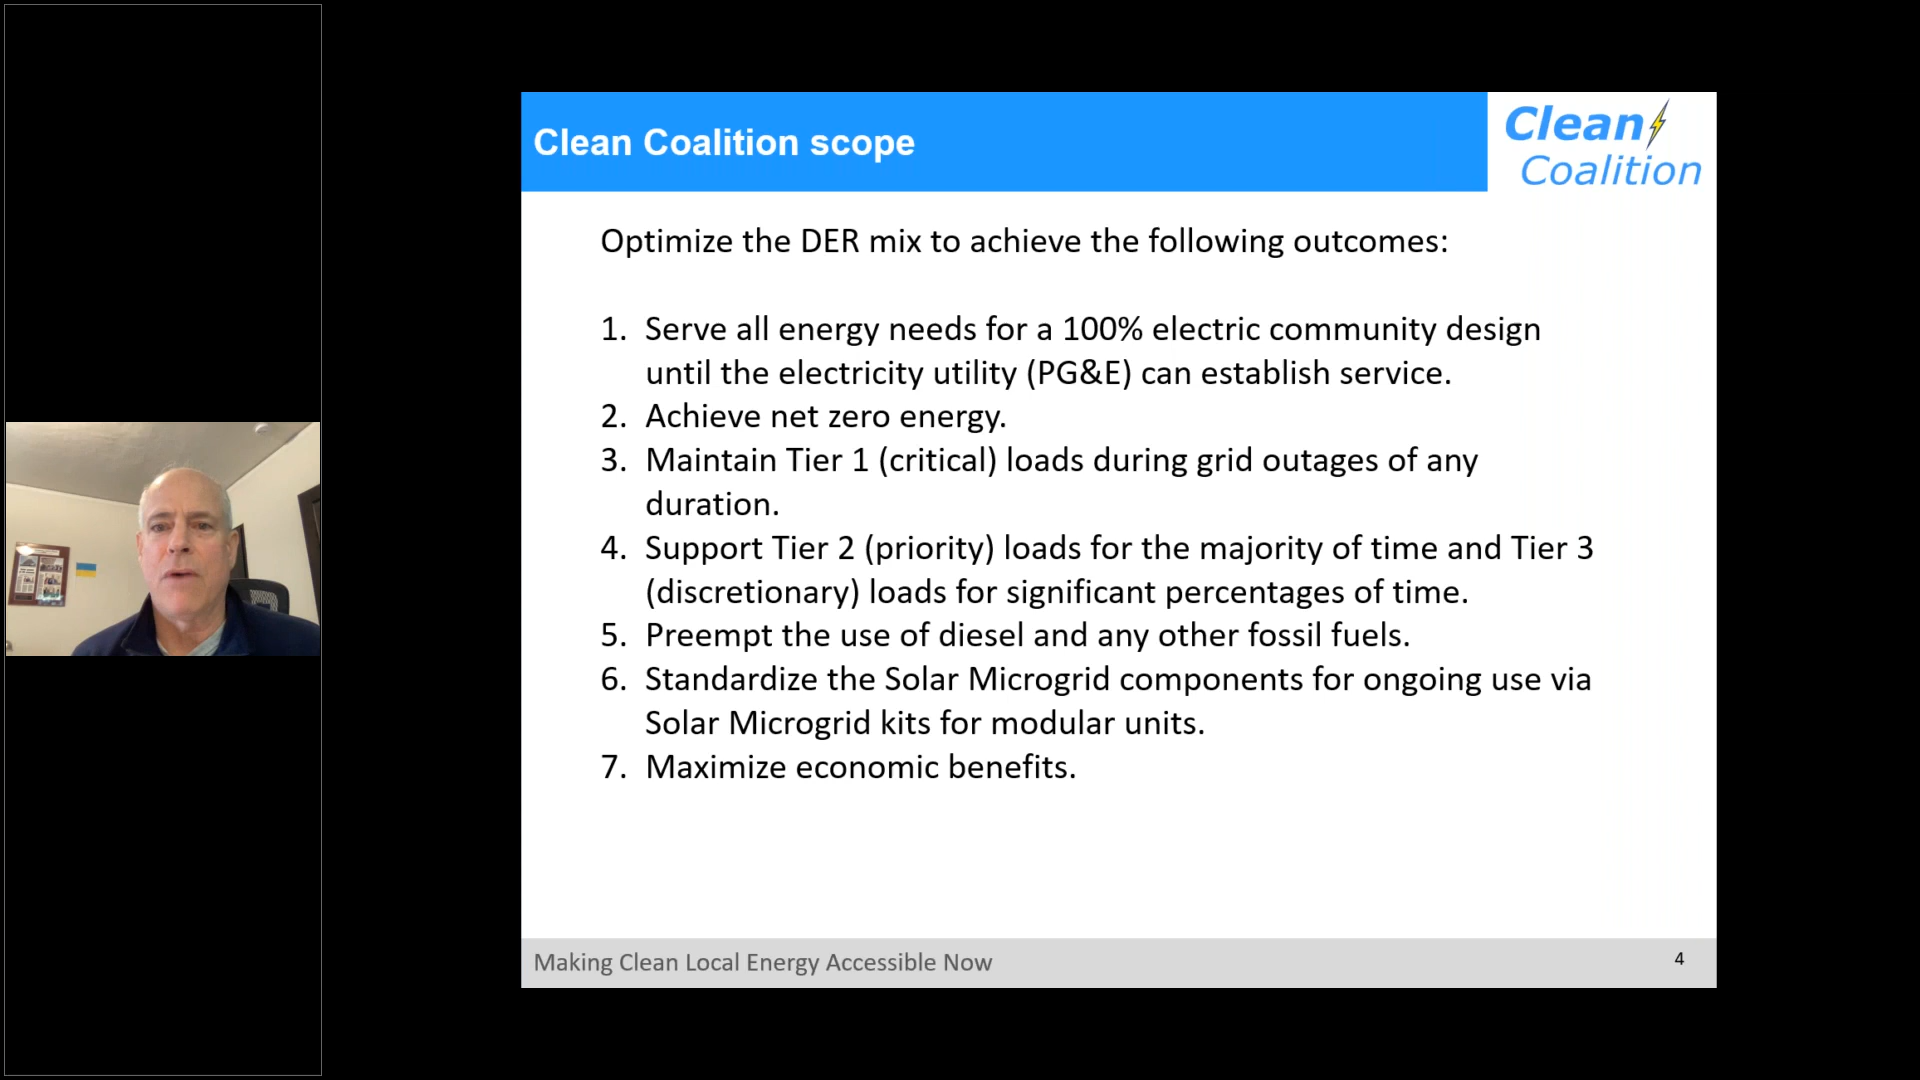 Clean Coalition scope
Clean
Coalition
Optimize the DER mix to achieve the following outcomes:
1. Serve all energy needs for a 100% electric community design
until the electricity utility (PG&E) can establish service.
2. Achieve net zero energy.
3. Maintain Tier 1 (critical) loads during grid outages of any
duration.
4. Support Tier 2 (priority) loads for the majority of time and Tier 3
(discretionary) loads for significant percentages of time.
5. Preempt the use of diesel and any other fossil fuels.
6. Standardize the Solar Microgrid components for ongoing use via
Solar Microgrid kits for modular units.
7. Maximize economic benefits.
Making Clean Local Energy Accessible Now
4